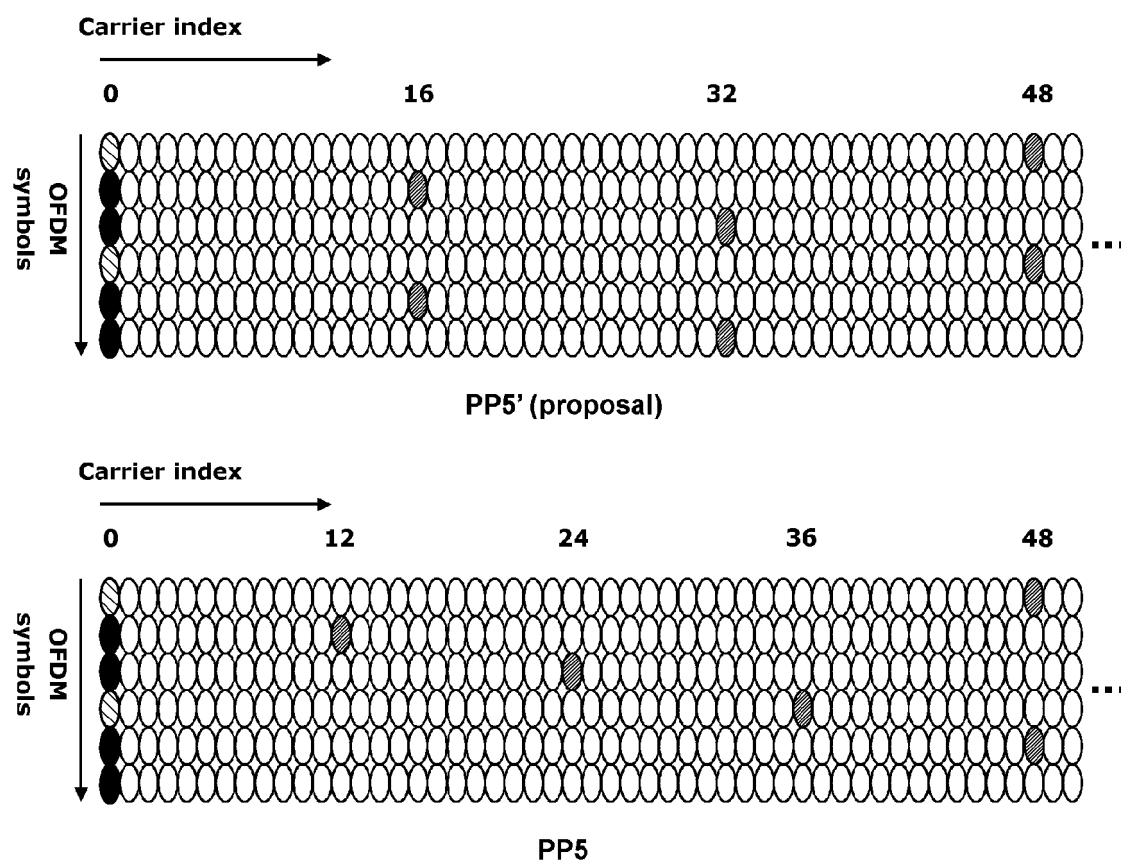 Carrier index
0 16 32 48
OFDM
symbols
...
PP5' (proposal)
Carrier index
0 12 24 36 48
OFDM
symbols
...
PP5